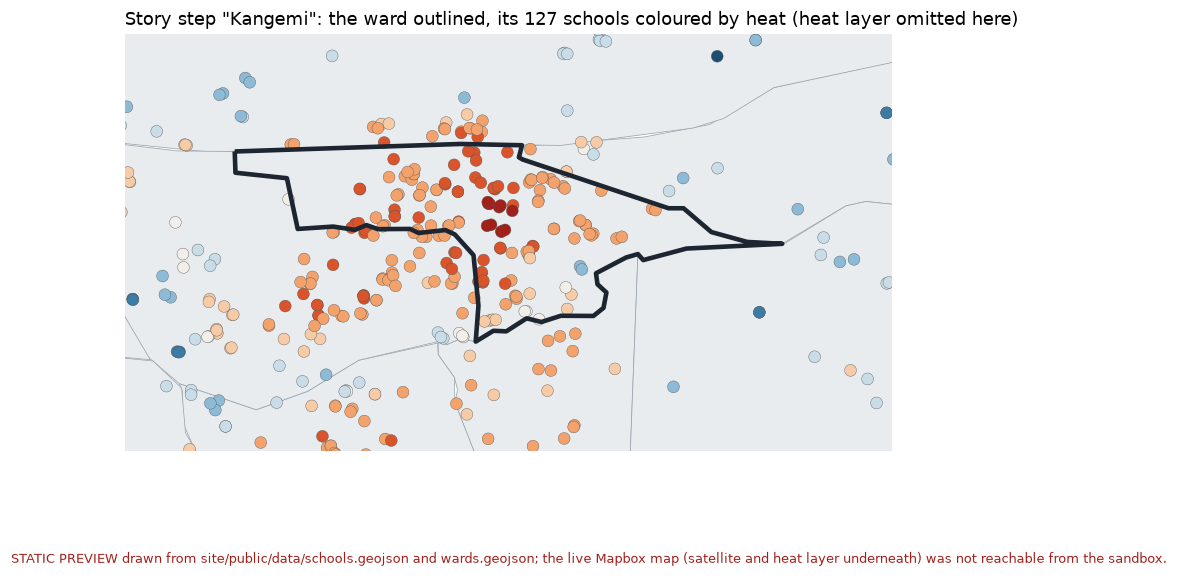 Story step "Kangemi": the ward outlined, its 127 schools coloured by heat (heat layer omitted here)
STATIC PREVIEW drawn from site/public/data/schools.geojson and wards.geojson; the live Mapbox map (satellite and heat layer underneath) was not reachable from the sandbox.